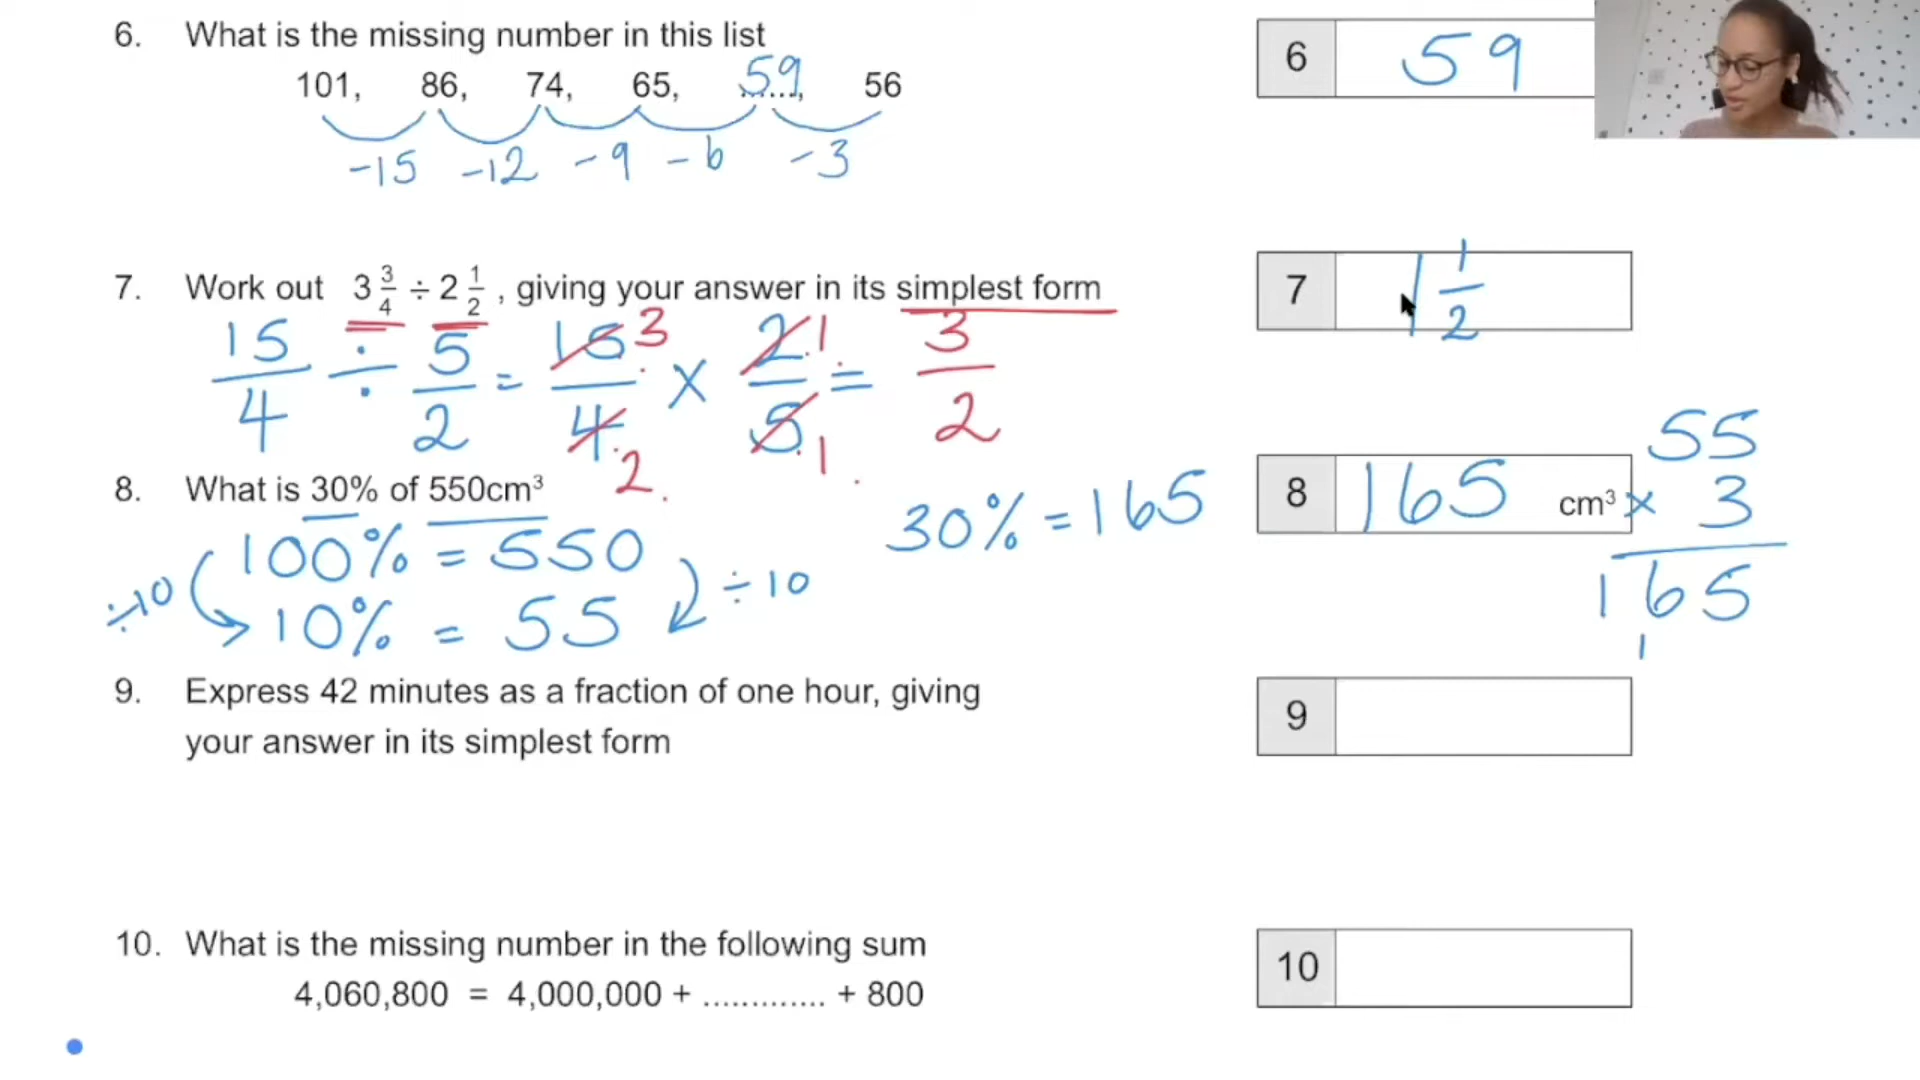 6. What is the missing number in this list
101, 86, 74, 65, 59, 56
-15 -12 -9 -6 -3
6 59
7. Work out 3 3/4 ÷ 2 1/2 , giving your answer in its simplest form
15/4 ÷ 5/2 = 15/4 × 2/5 = 3/2
3 1
2 1
7 1 1/2
8. What is 30% of 550cm³
100% = 550
÷10 ÷10
10% = 55
30% = 165
8 165 cm³
55
× 3
165
1
9. Express 42 minutes as a fraction of one hour, giving
your answer in its simplest form
9
10. What is the missing number in the following sum
4,060,800 = 4,000,000 + ............. + 800
10